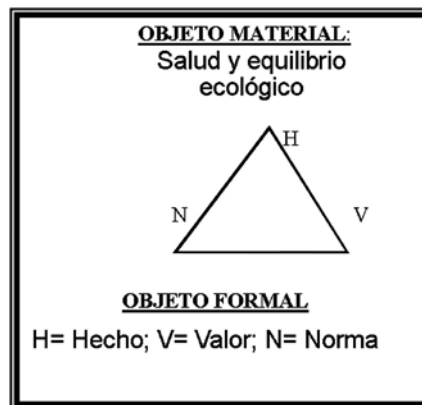 OBJETO MATERIAL:
Salud y equilibrio
ecológico
H
N
V
OBJETO FORMAL
H= Hecho; V= Valor; N= Norma